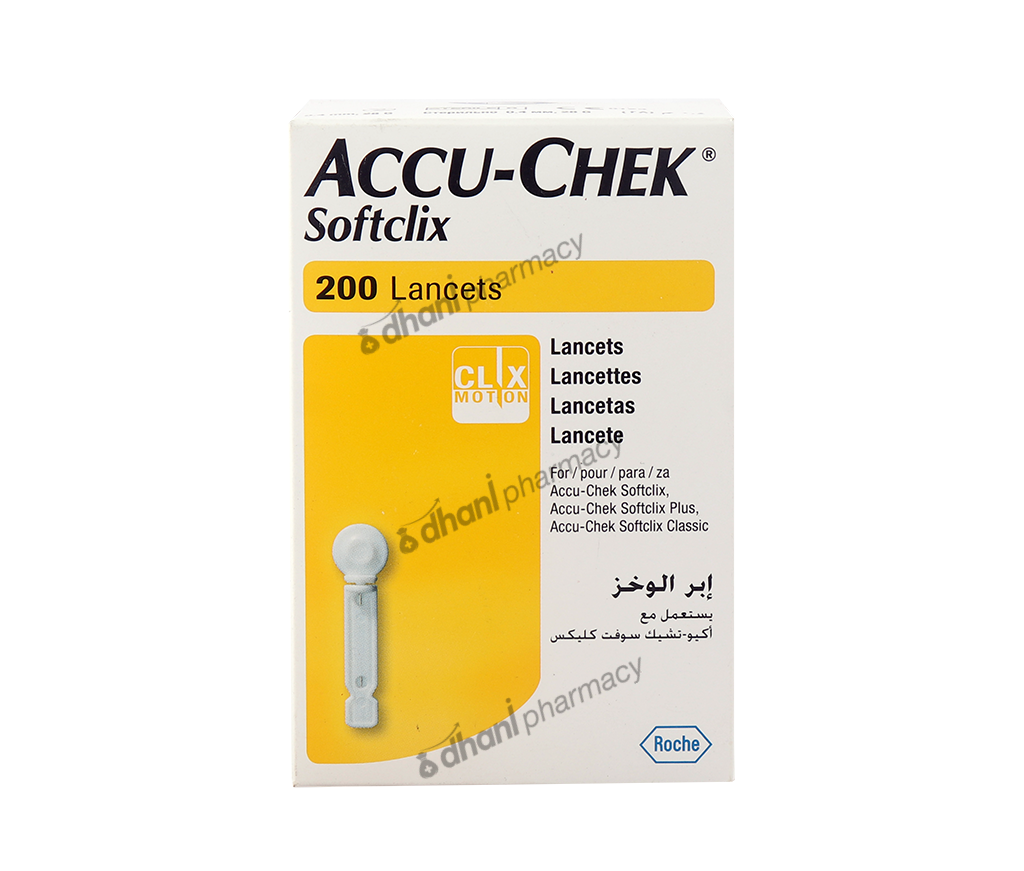 ACCU-CHEK®
Softclix
200 Lancets
CLIX
MOTION
Lancets
Lancettes
Lancetas
Lancete
For / pour / para / za
Accu-Chek Softclix,
Accu-Chek Softclix Plus,
Accu-Chek Softclix Classic
إبر الوخز
يستعمل مع
أكيو-تشيك سوفت كليكس
Roche
dhani pharmacy
dhani pharmacy
dhani pharmacy